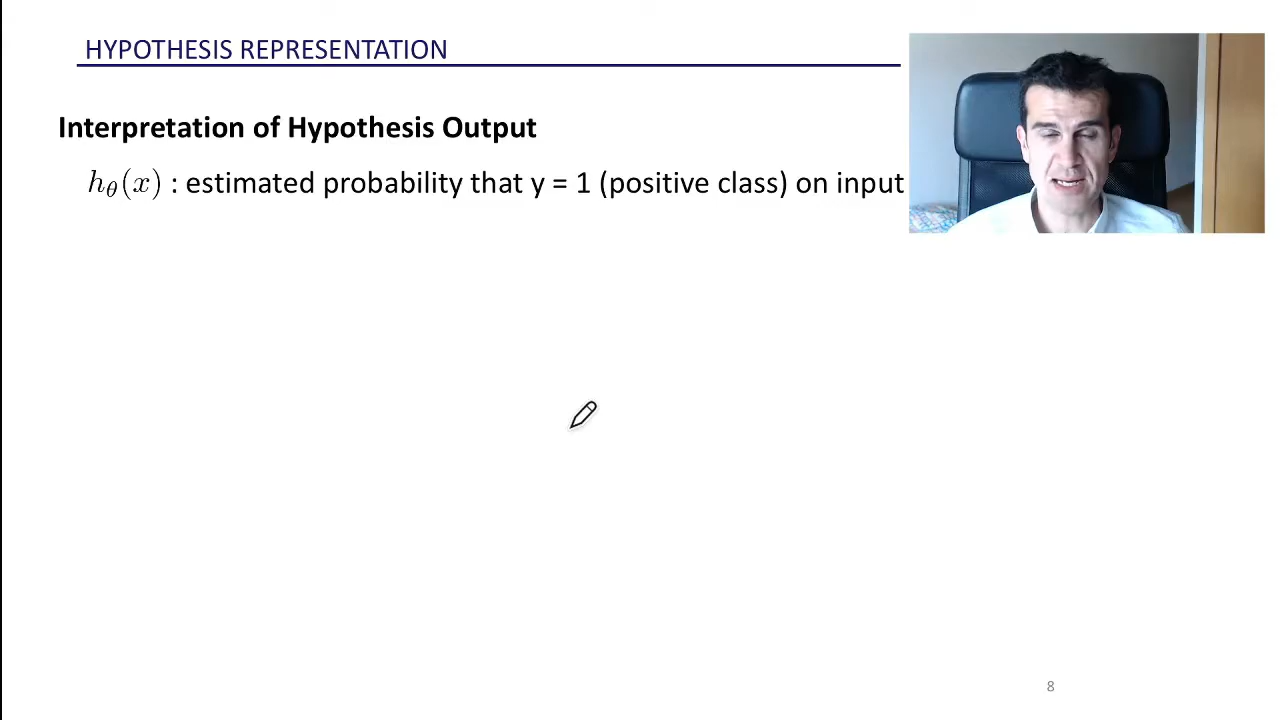 HYPOTHESIS REPRESENTATION
Interpretation of Hypothesis Output
h_θ(x) : estimated probability that y = 1 (positive class) on input
8